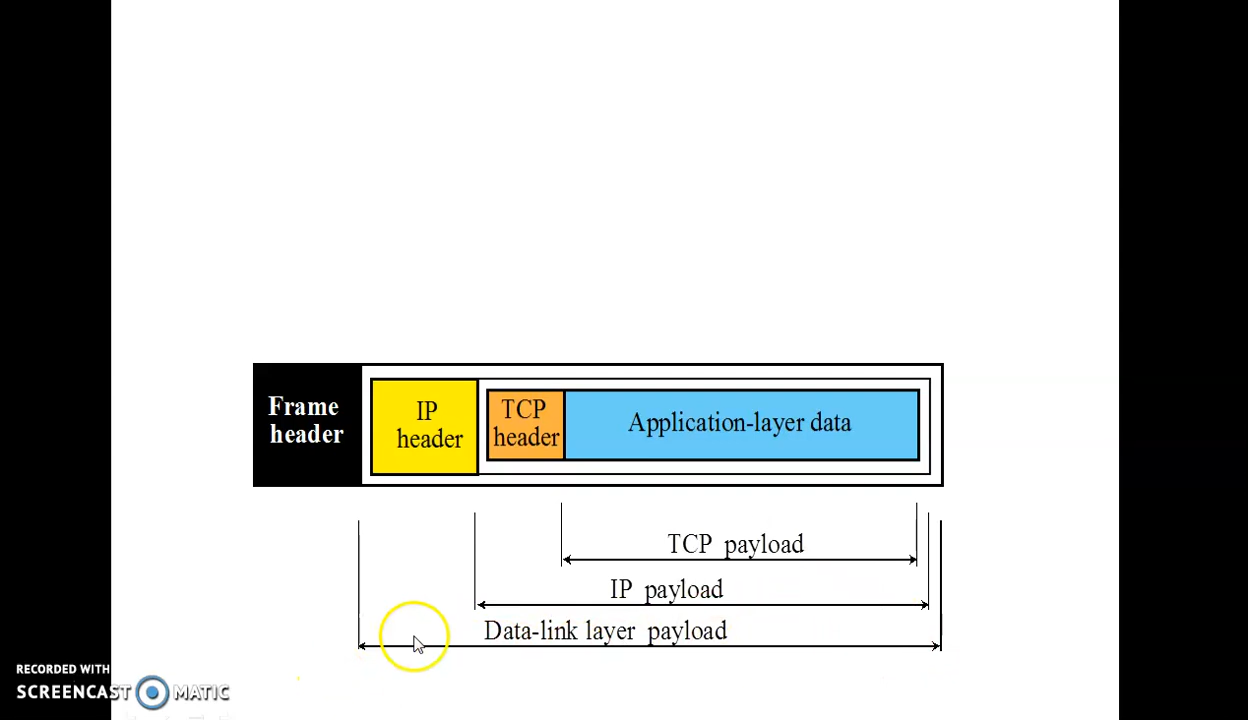 Frame
header
IP
header
TCP
header
Application-layer data
TCP payload
IP payload
Data-link layer payload
RECORDED WITH
SCREENCAST MATIC